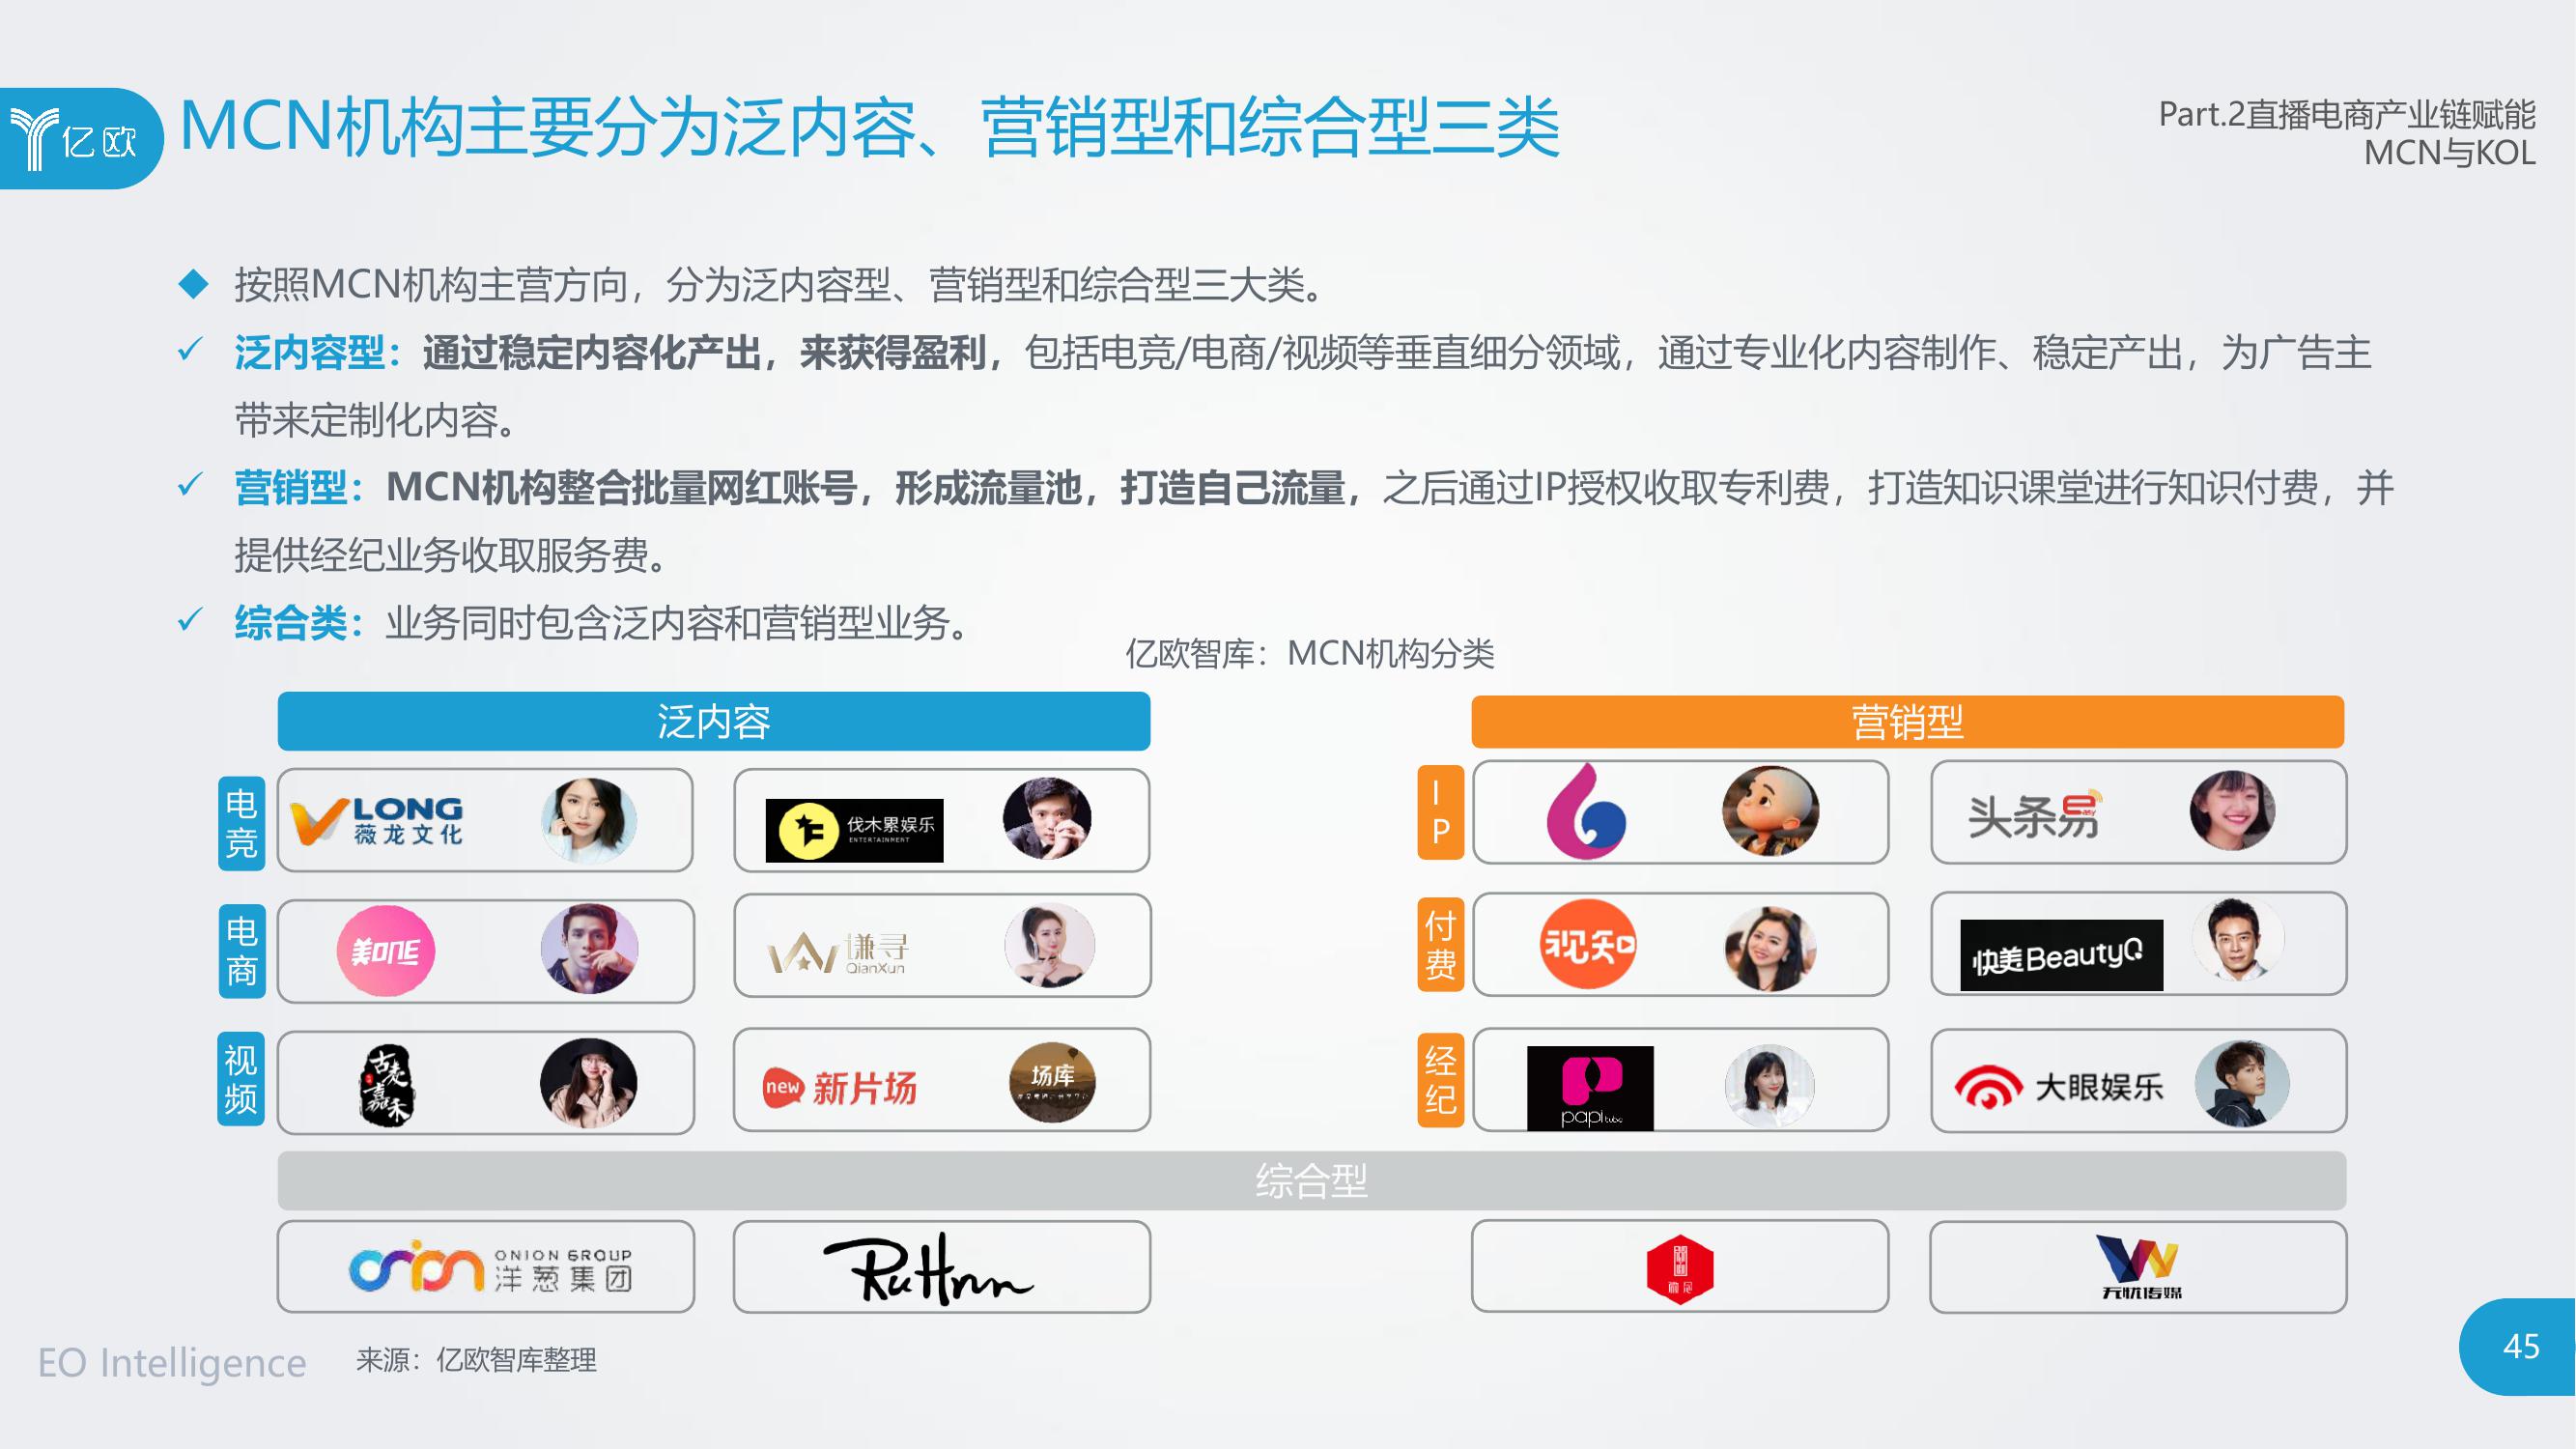 亿欧
MCN机构主要分为泛内容、营销型和综合型三类
Part.2直播电商产业链赋能
MCN与KOL
按照MCN机构主营方向，分为泛内容型、营销型和综合型三大类。
泛内容型：通过稳定内容化产出，来获得盈利，包括电竞/电商/视频等垂直细分领域，通过专业化内容制作、稳定产出，为广告主
带来定制化内容。
营销型：MCN机构整合批量网红账号，形成流量池，打造自己流量，之后通过IP授权收取专利费，打造知识课堂进行知识付费，并
提供经纪业务收取服务费。
综合类：业务同时包含泛内容和营销型业务。
亿欧智库：MCN机构分类
泛内容
电竞
LONG
薇龙文化
伐木累娱乐
ENTERTAINMENT
电商
美ONE
谦寻
QianXun
视频
古麦嘉禾
new 新片场
场库
营销型
IP
头条易
付费
视知
快美BeautyQ
经纪
papitube
大眼娱乐
综合型
ONION GROUP
洋葱集团
RuHnn
无忧传媒
EO Intelligence
来源：亿欧智库整理
45